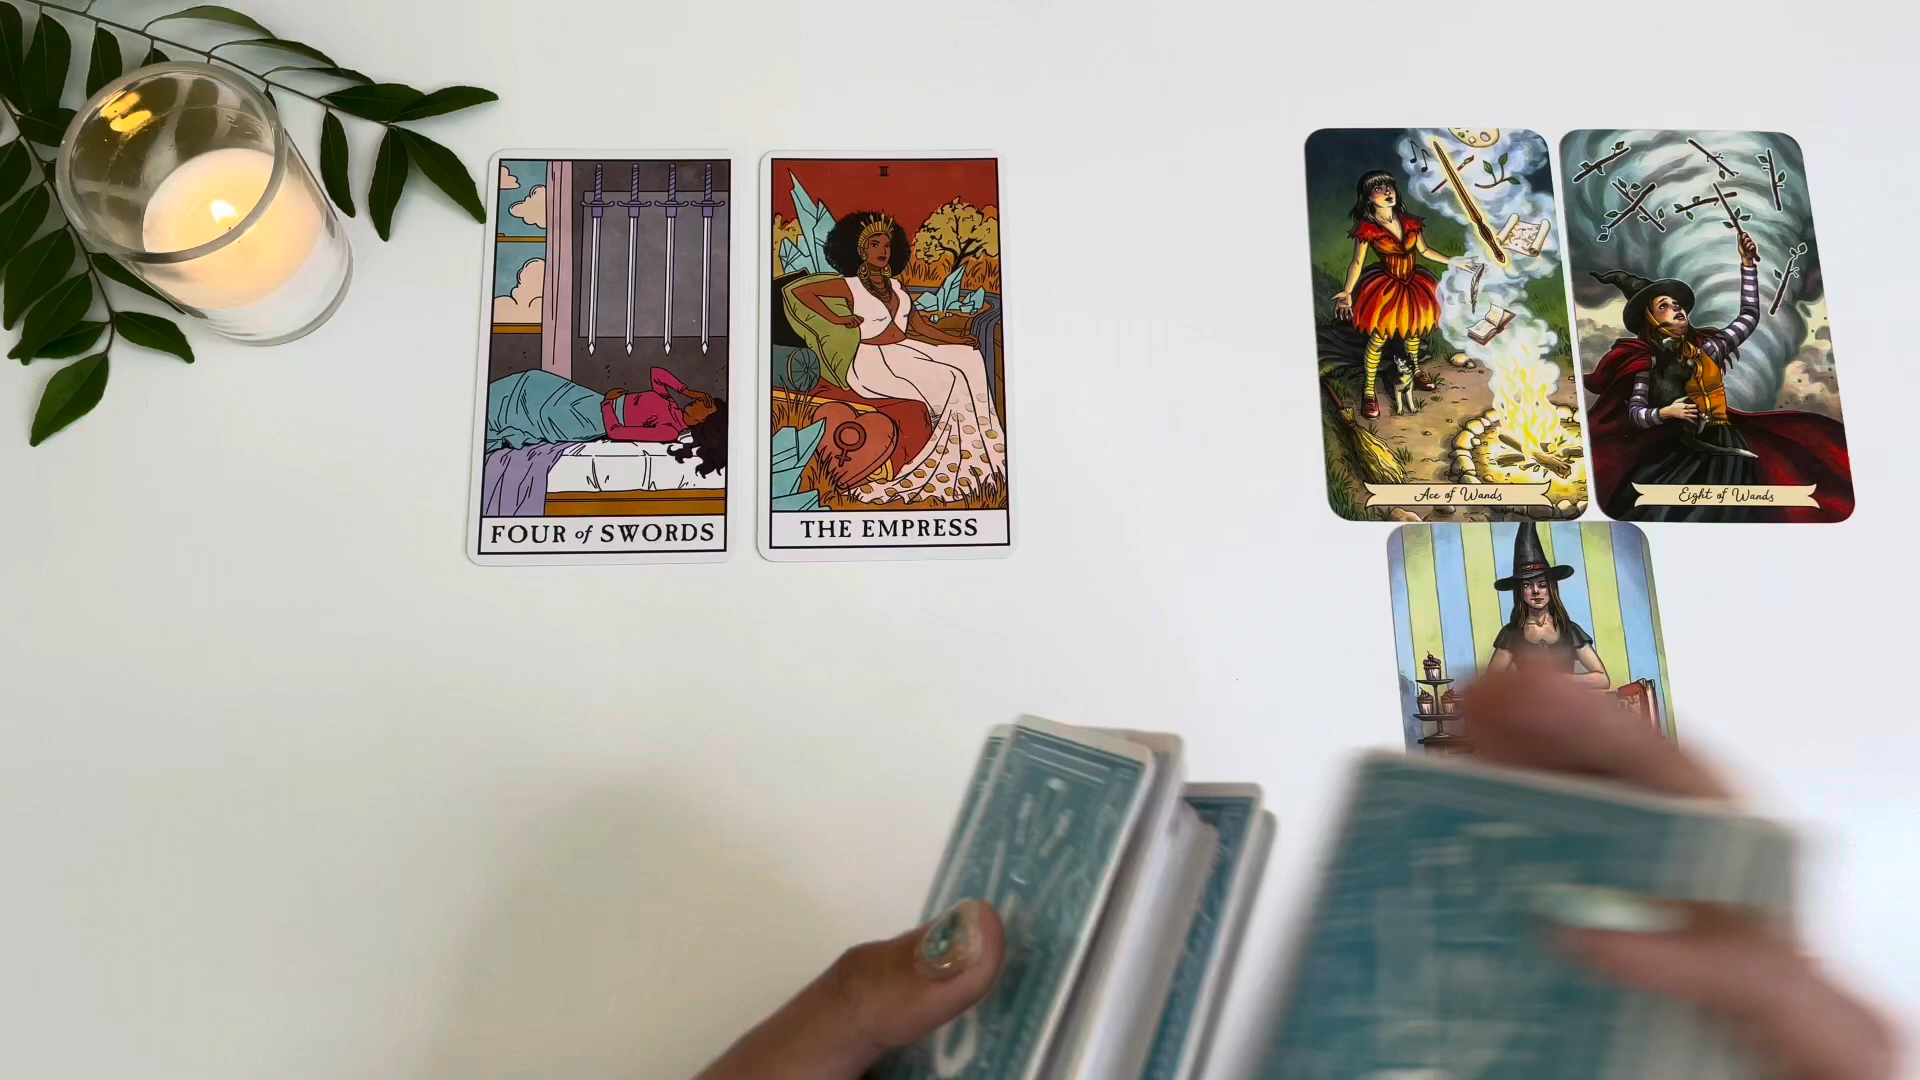 III
FOUR of SWORDS
THE EMPRESS
Ace of Wands
Eight of Wands